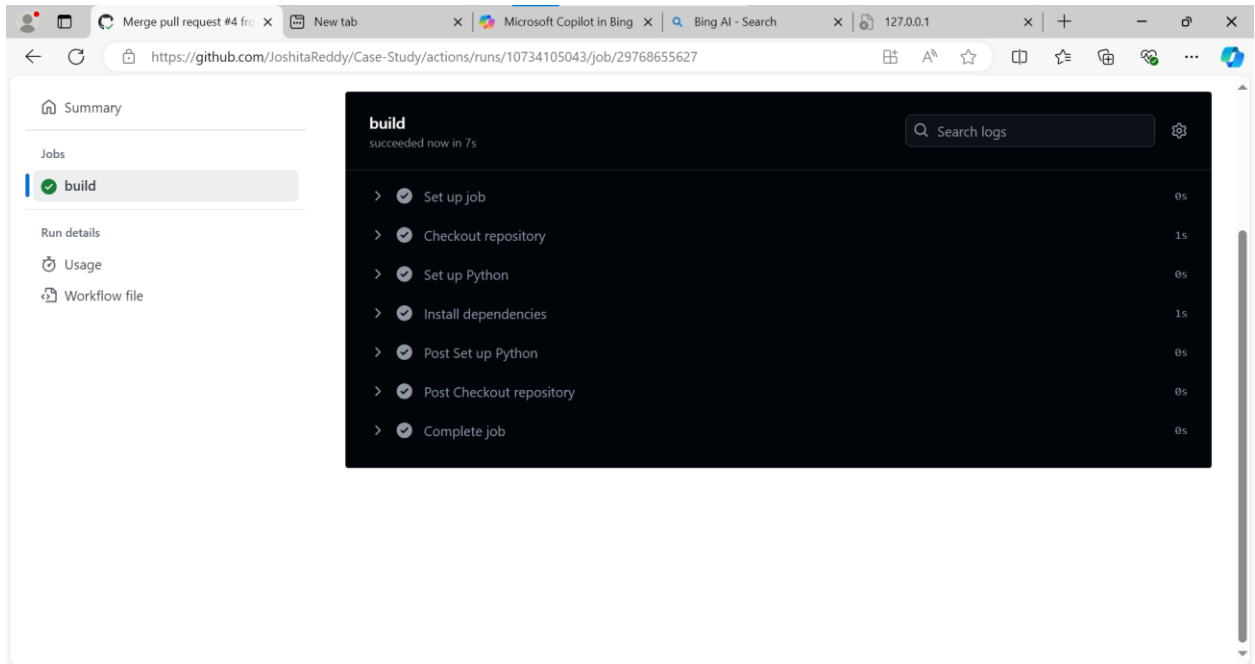 Merge pull request #4 fro
New tab
Microsoft Copilot in Bing
Bing AI - Search
127.0.0.1
https://github.com/JoshitaReddy/Case-Study/actions/runs/10734105043/job/29768655627
Summary
Jobs
build
Run details
Usage
Workflow file
build
succeeded now in 7s
Search logs
Set up job 0s
Checkout repository 1s
Set up Python 0s
Install dependencies 1s
Post Set up Python 0s
Post Checkout repository 0s
Complete job 0s